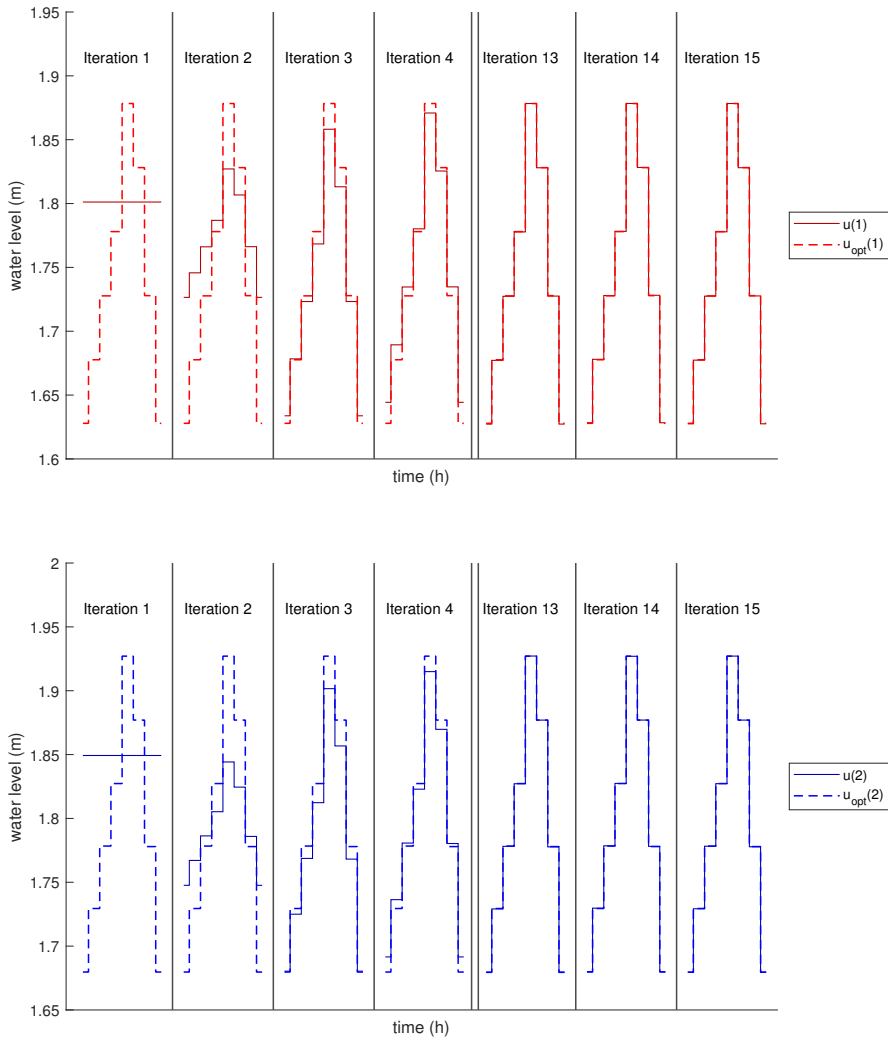 1.95
1.9
1.85
1.8
1.75
1.7
1.65
1.6
water level (m)
Iteration 1
Iteration 2
Iteration 3
Iteration 4
Iteration 13
Iteration 14
Iteration 15
time (h)
u(1)
u_opt(1)
2
1.95
1.9
1.85
1.8
1.75
1.7
1.65
water level (m)
Iteration 1
Iteration 2
Iteration 3
Iteration 4
Iteration 13
Iteration 14
Iteration 15
time (h)
u(2)
u_opt(2)